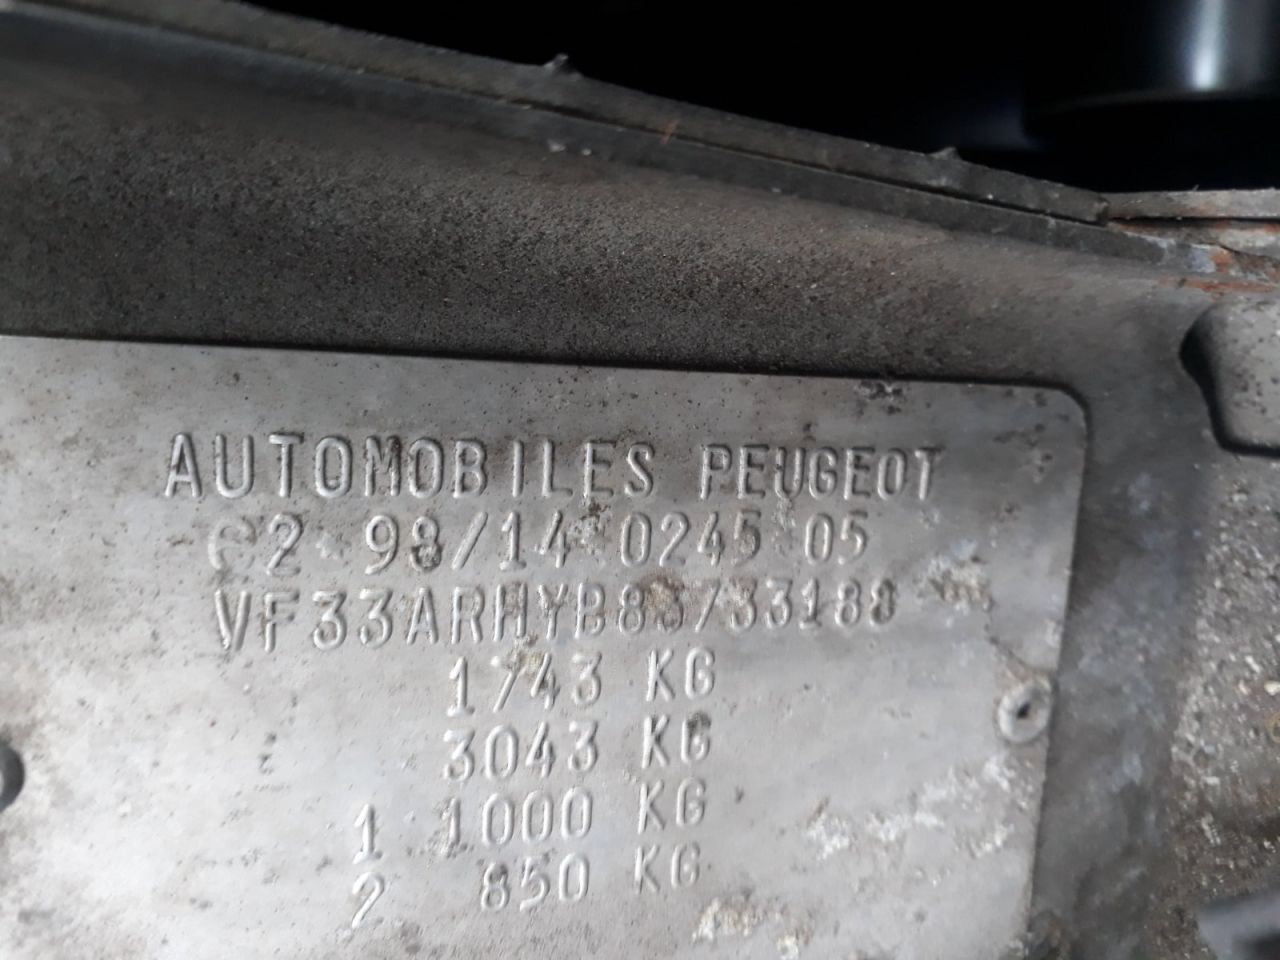 AUTOMOBILES PEUGEOT
e2*98/14*0245*05
VF33ARHYB83733188
1743 KG
3043 KG
1 1000 KG
2 850 KG